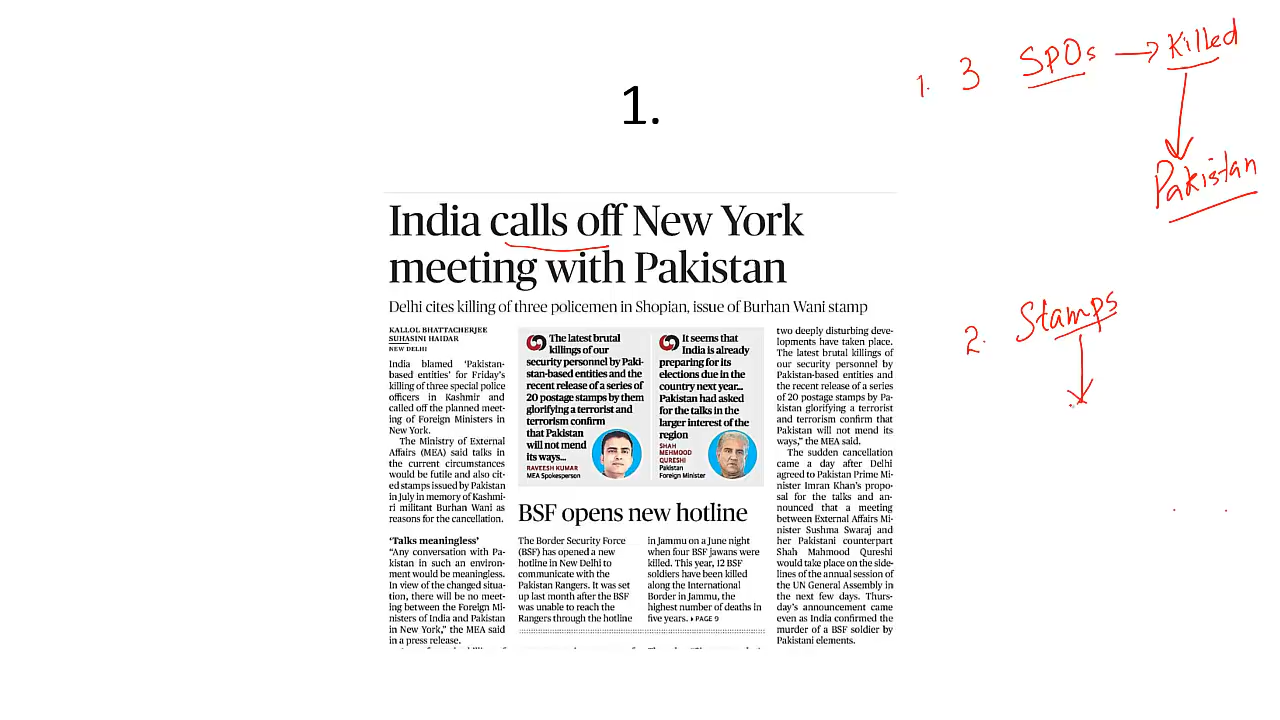 1.
1. 3 SPOs → Killed
Pakistan
2. Stamps
India calls off New York
meeting with Pakistan
Delhi cites killing of three policemen in Shopian, issue of Burhan Wani stamp
KALLOL BHATTACHERJEE
SUHASINI HAIDAR
NEW DELHI
India blamed ‘Pakistan-
based entities’ for Friday’s
killing of three special police
officers in Kashmir and
called off the planned meet-
ing of Foreign Ministers in
New York.
The Ministry of External
Affairs (MEA) said talks in
the current circumstances
would be futile and also cit-
ed stamps issued by Pakistan
in July in memory of Kashmi-
ri militant Burhan Wani as
reasons for the cancellation.
‘Talks meaningless’
“Any conversation with Pa-
kistan in such an environ-
ment would be meaningless.
In view of the changed situa-
tion, there will be no meet-
ing between the Foreign Mi-
nisters of India and Pakistan
in New York,” the MEA said
in a press release.
The latest brutal
killings of our
security personnel by Paki-
stan-based entities and the
recent release of a series of
20 postage stamps by them
glorifying a terrorist and
terrorism confirm
that Pakistan
will not mend
its ways...
RAVEESH KUMAR
MEA Spokesperson
It seems that
India is already
preparing for its
elections due in the
country next year...
Pakistan had asked
for the talks in the
larger interest of the
region
SHAH
MEHMOOD
QURESHI
Pakistan
Foreign Minister
BSF opens new hotline
The Border Security Force
(BSF) has opened a new
hotline in New Delhi to
communicate with the
Pakistan Rangers. It was set
up last month after the BSF
was unable to reach the
Rangers through the hotline
in Jammu on a June night
when four BSF jawans were
killed. This year, 12 BSF
soldiers have been killed
along the International
Border in Jammu, the
highest number of deaths in
five years. ▸ PAGE 9
two deeply disturbing deve-
lopments have taken place.
The latest brutal killings of
our security personnel by
Pakistan-based entities and
the recent release of a series
of 20 postage stamps by Pa-
kistan glorifying a terrorist
and terrorism confirm that
Pakistan will not mend its
ways,” the MEA said.
The sudden cancellation
came a day after Delhi
agreed to Pakistan Prime Mi-
nister Imran Khan’s propo-
sal for the talks and an-
nounced that a meeting
between External Affairs Mi-
nister Sushma Swaraj and
her Pakistani counterpart
Shah Mahmood Qureshi
would take place on the side-
lines of the annual session of
the UN General Assembly in
the next few days. Thurs-
day’s announcement came
even as India confirmed the
murder of a BSF soldier by
Pakistani elements.